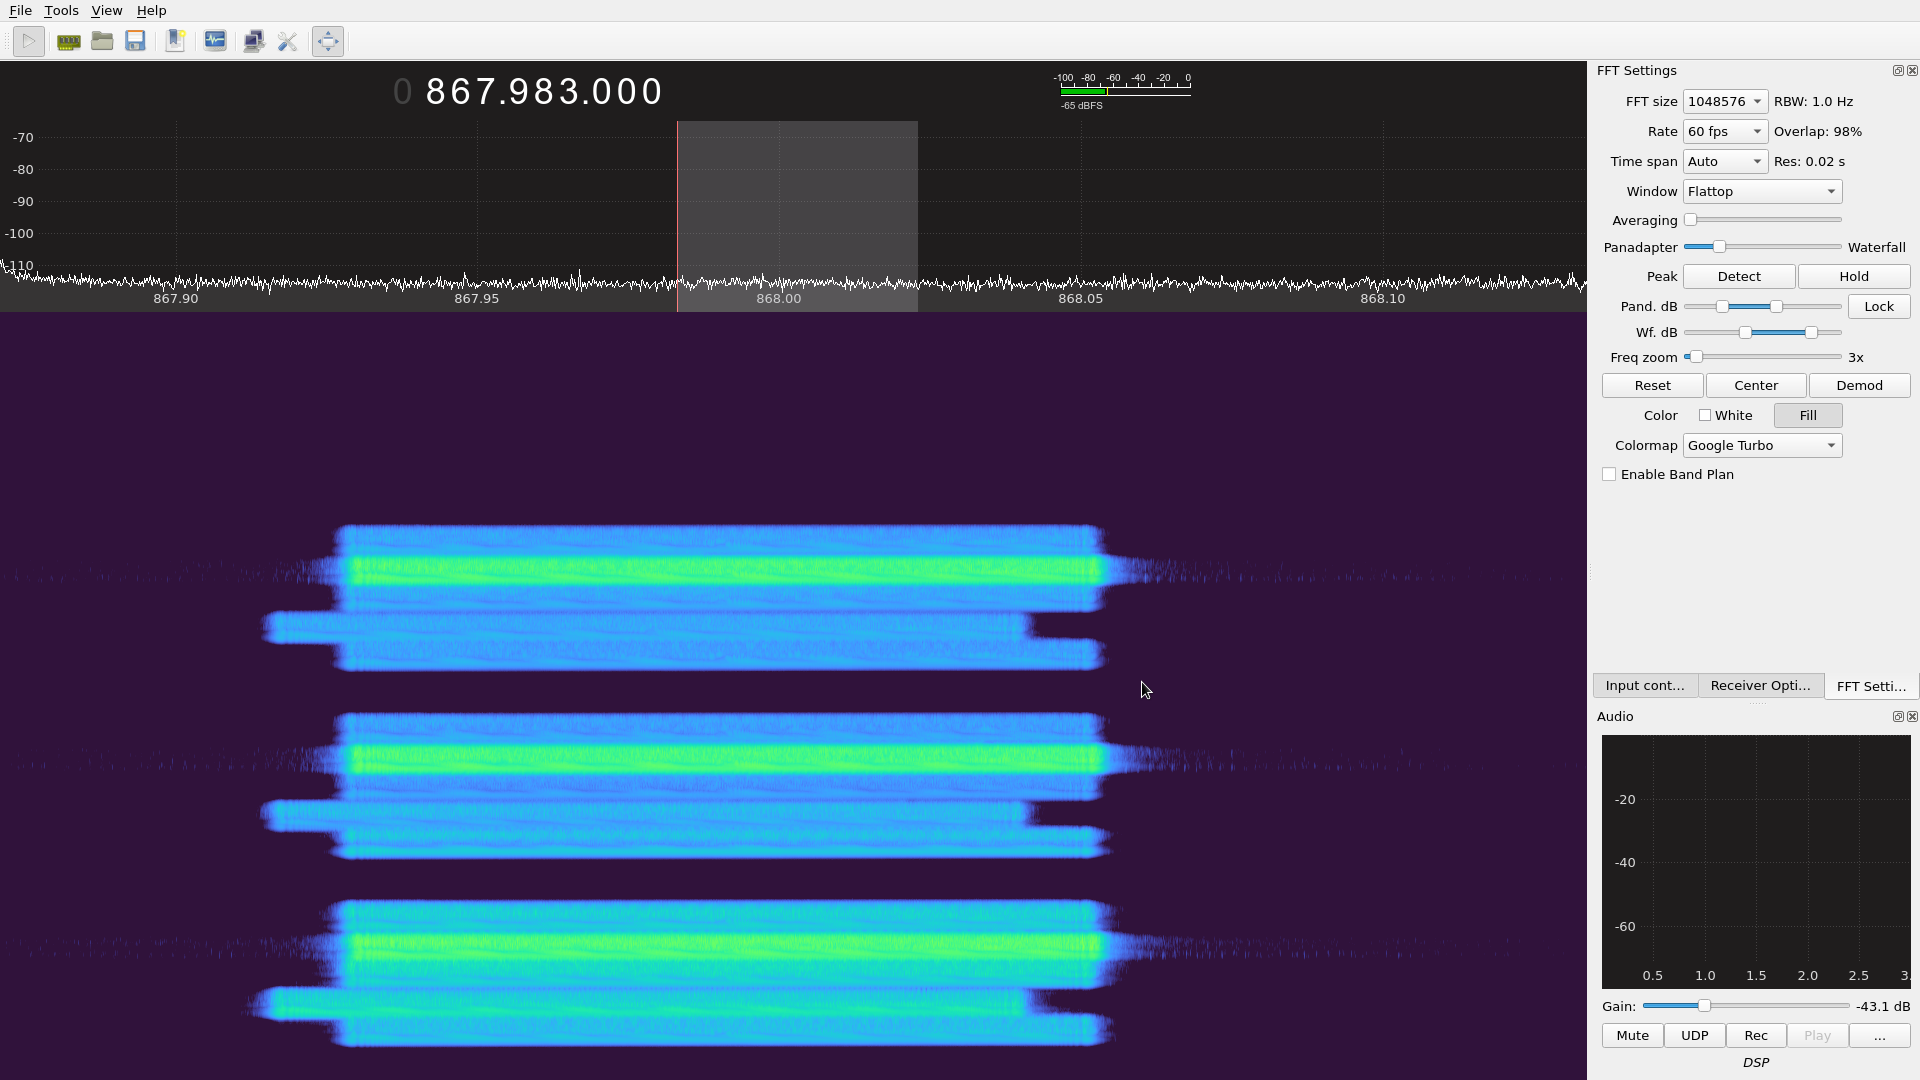 File Tools View Help
0 867.983.000
-100 -80 -60 -40 -20 0
-65 dBFS
-70
-80
-90
-100
-110
867.90 867.95 868.00 868.05 868.10
FFT Settings
FFT size 1048576 RBW: 1.0 Hz
Rate 60 fps Overlap: 98%
Time span Auto Res: 0.02 s
Window Flattop
Averaging
Panadapter Waterfall
Peak Detect Hold
Pand. dB Lock
Wf. dB
Freq zoom 3x
Reset Center Demod
Color White Fill
Colormap Google Turbo
Enable Band Plan
Input cont... Receiver Opti... FFT Setti...
Audio
-20
-40
-60
0.5 1.0 1.5 2.0 2.5 3.
Gain: -43.1 dB
Mute UDP Rec Play ...
DSP